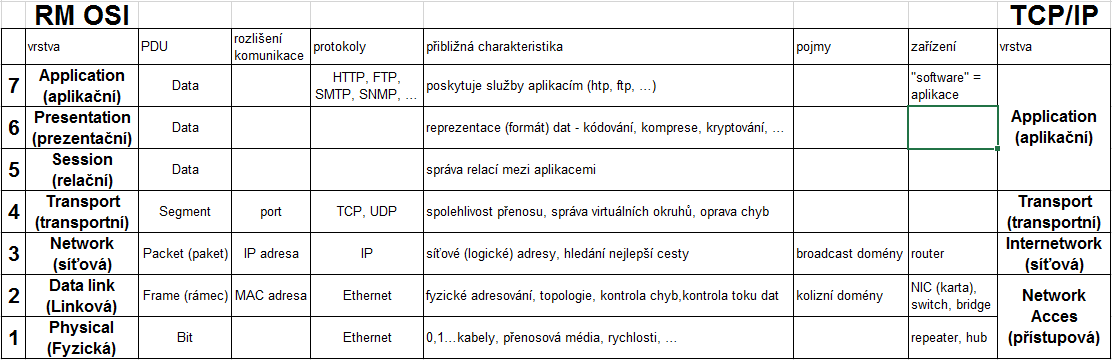 RM OSI TCP/IP
vrstva PDU rozlišení komunikace protokoly přibližná charakteristika pojmy zařízení vrstva
7 Application (aplikační) Data HTTP, FTP, SMTP, SNMP, … poskytuje služby aplikacím (htp, ftp, …) "software" = aplikace Application (aplikační)
6 Presentation (prezentační) Data reprezentace (formát) dat - kódování, komprese, kryptování, …
5 Session (relační) Data správa relací mezi aplikacemi
4 Transport (transportní) Segment port TCP, UDP spolehlivost přenosu, správa virtuálních okruhů, oprava chyb Transport (transportní)
3 Network (síťová) Packet (paket) IP adresa IP síťové (logické) adresy, hledání nejlepší cesty broadcast domény router Internetwork (síťová)
2 Data link (Linková) Frame (rámec) MAC adresa Ethernet fyzické adresování, topologie, kontrola chyb,kontrola toku dat kolizní domény NIC (karta), switch, bridge Network Acces (přístupová)
1 Physical (Fyzická) Bit Ethernet 0,1…kabely, přenosová média, rychlosti, … repeater, hub